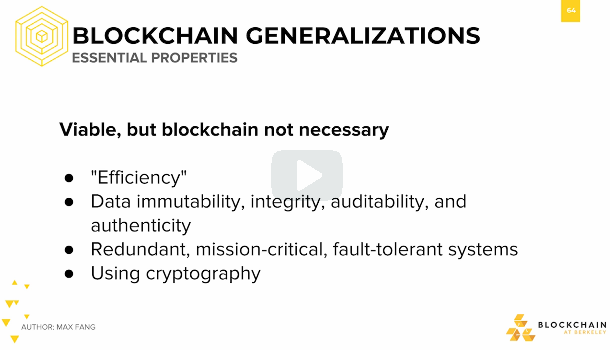 64
BLOCKCHAIN GENERALIZATIONS
ESSENTIAL PROPERTIES
Viable, but blockchain not necessary
● "Efficiency"
● Data immutability, integrity, auditability, and
authenticity
● Redundant, mission-critical, fault-tolerant systems
● Using cryptography
AUTHOR: MAX FANG
BLOCKCHAIN
AT BERKELEY